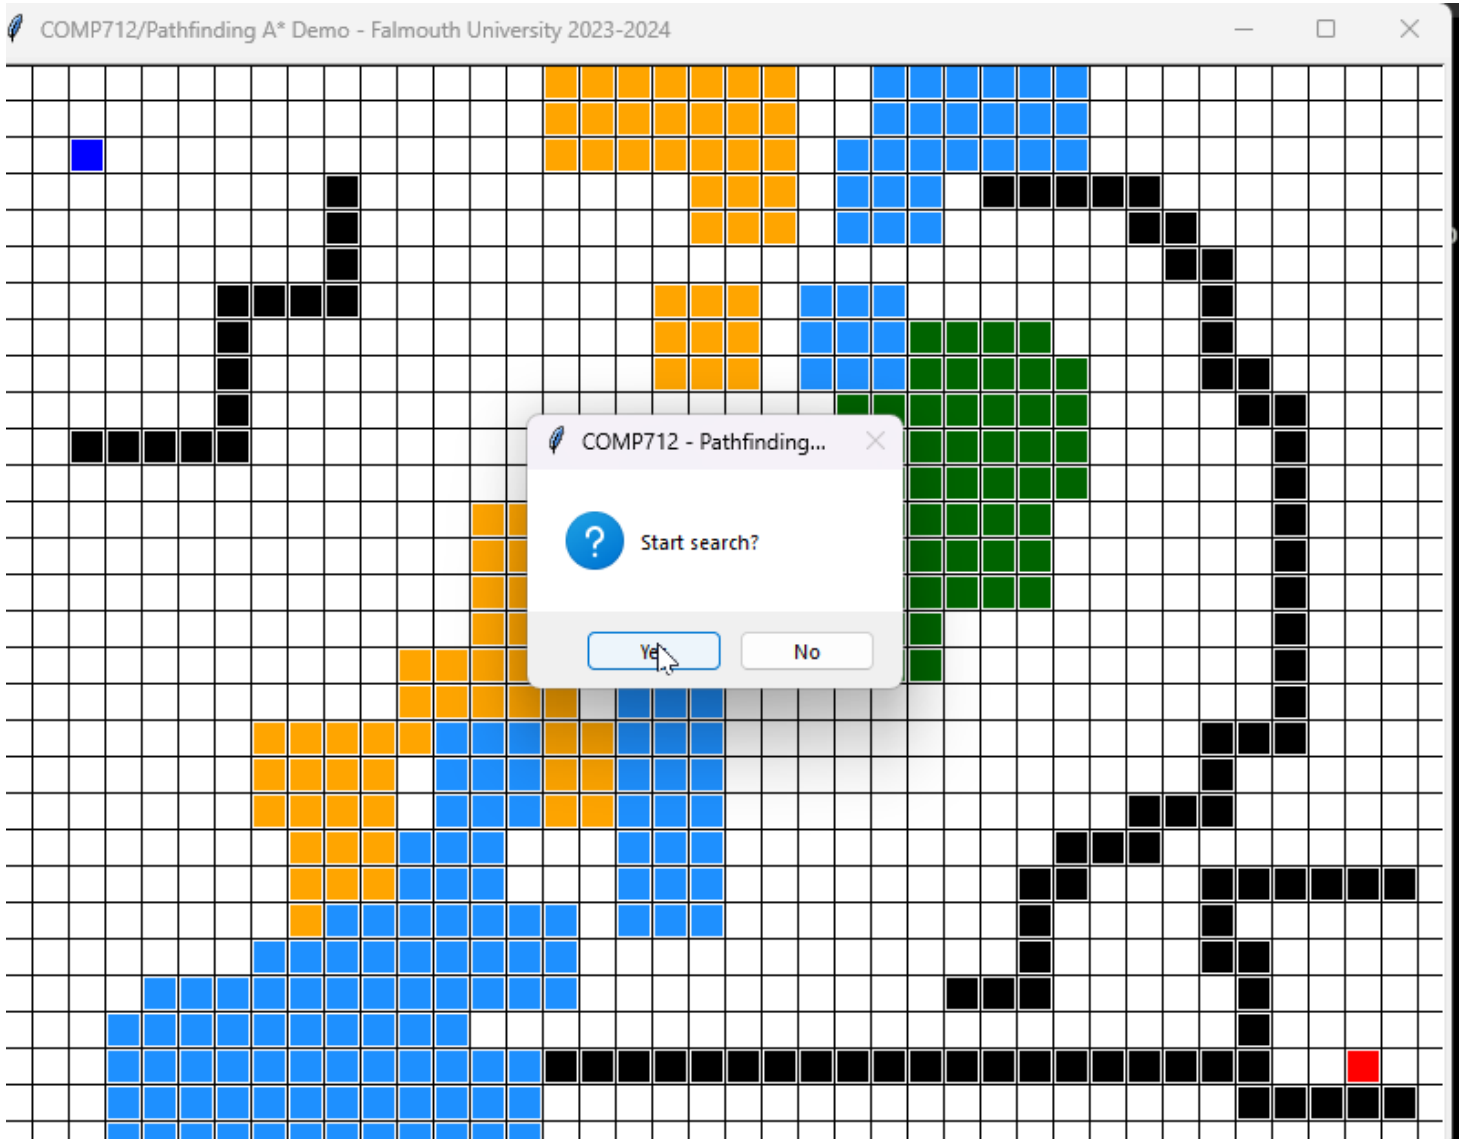 COMP712/Pathfinding A* Demo - Falmouth University 2023-2024
COMP712 - Pathfinding...
?
Start search?
No